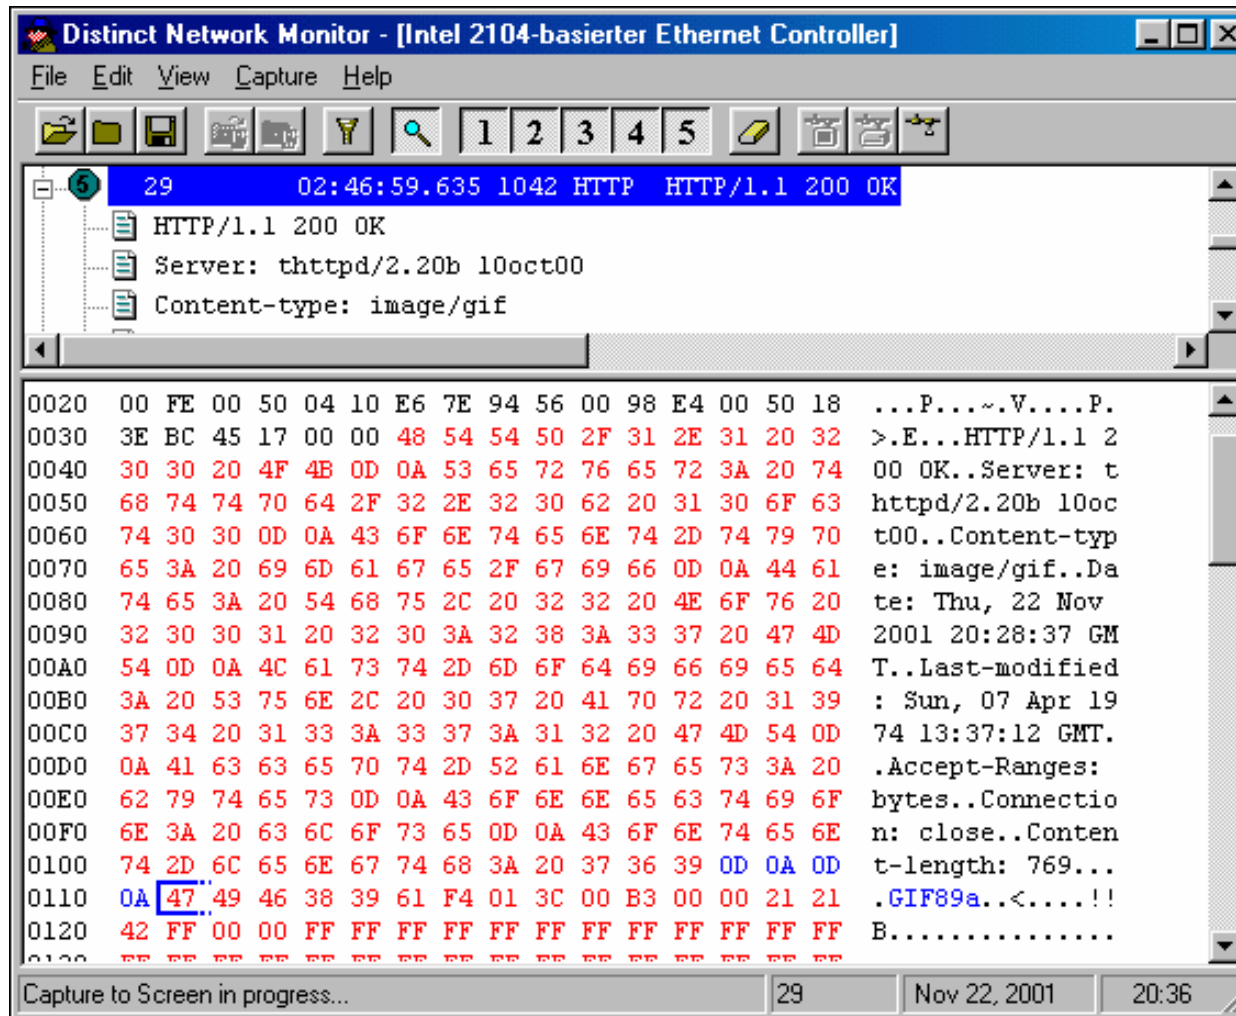 Distinct Network Monitor - [Intel 2104-basierter Ethernet Controller]
File Edit View Capture Help
1 2 3 4 5
5 29 02:46:59.635 1042 HTTP HTTP/1.1 200 OK
HTTP/1.1 200 OK
Server: thttpd/2.20b 10oct00
Content-type: image/gif
0020 00 FE 00 50 04 10 E6 7E 94 56 00 98 E4 00 50 18 ...P...~.V....P.
0030 3E BC 45 17 00 00 48 54 54 50 2F 31 2E 31 20 32 >.E...HTTP/1.1 2
0040 30 30 20 4F 4B 0D 0A 53 65 72 76 65 72 3A 20 74 00 OK..Server: t
0050 68 74 74 70 64 2F 32 2E 32 30 62 20 31 30 6F 63 httpd/2.20b 10oc
0060 74 30 30 0D 0A 43 6F 6E 74 65 6E 74 2D 74 79 70 t00..Content-typ
0070 65 3A 20 69 6D 61 67 65 2F 67 69 66 0D 0A 44 61 e: image/gif..Da
0080 74 65 3A 20 54 68 75 2C 20 32 32 20 4E 6F 76 20 te: Thu, 22 Nov
0090 32 30 30 31 20 32 30 3A 32 38 3A 33 37 20 47 4D 2001 20:28:37 GM
00A0 54 0D 0A 4C 61 73 74 2D 6D 6F 64 69 66 69 65 64 T..Last-modified
00B0 3A 20 53 75 6E 2C 20 30 37 20 41 70 72 20 31 39 : Sun, 07 Apr 19
00C0 37 34 20 31 33 3A 33 37 3A 31 32 20 47 4D 54 0D 74 13:37:12 GMT.
00D0 0A 41 63 63 65 70 74 2D 52 61 6E 67 65 73 3A 20 .Accept-Ranges:
00E0 62 79 74 65 73 0D 0A 43 6F 6E 6E 65 63 74 69 6F bytes..Connectio
00F0 6E 3A 20 63 6C 6F 73 65 0D 0A 43 6F 6E 74 65 6E n: close..Conten
0100 74 2D 6C 65 6E 67 74 68 3A 20 37 36 39 0D 0A 0D t-length: 769...
0110 0A 47 49 46 38 39 61 F4 01 3C 00 B3 00 00 21 21 .GIF89a..<....!!
0120 42 FF 00 00 FF FF FF FF FF FF FF FF FF FF FF FF B...............
Capture to Screen in progress... 29 Nov 22, 2001 20:36